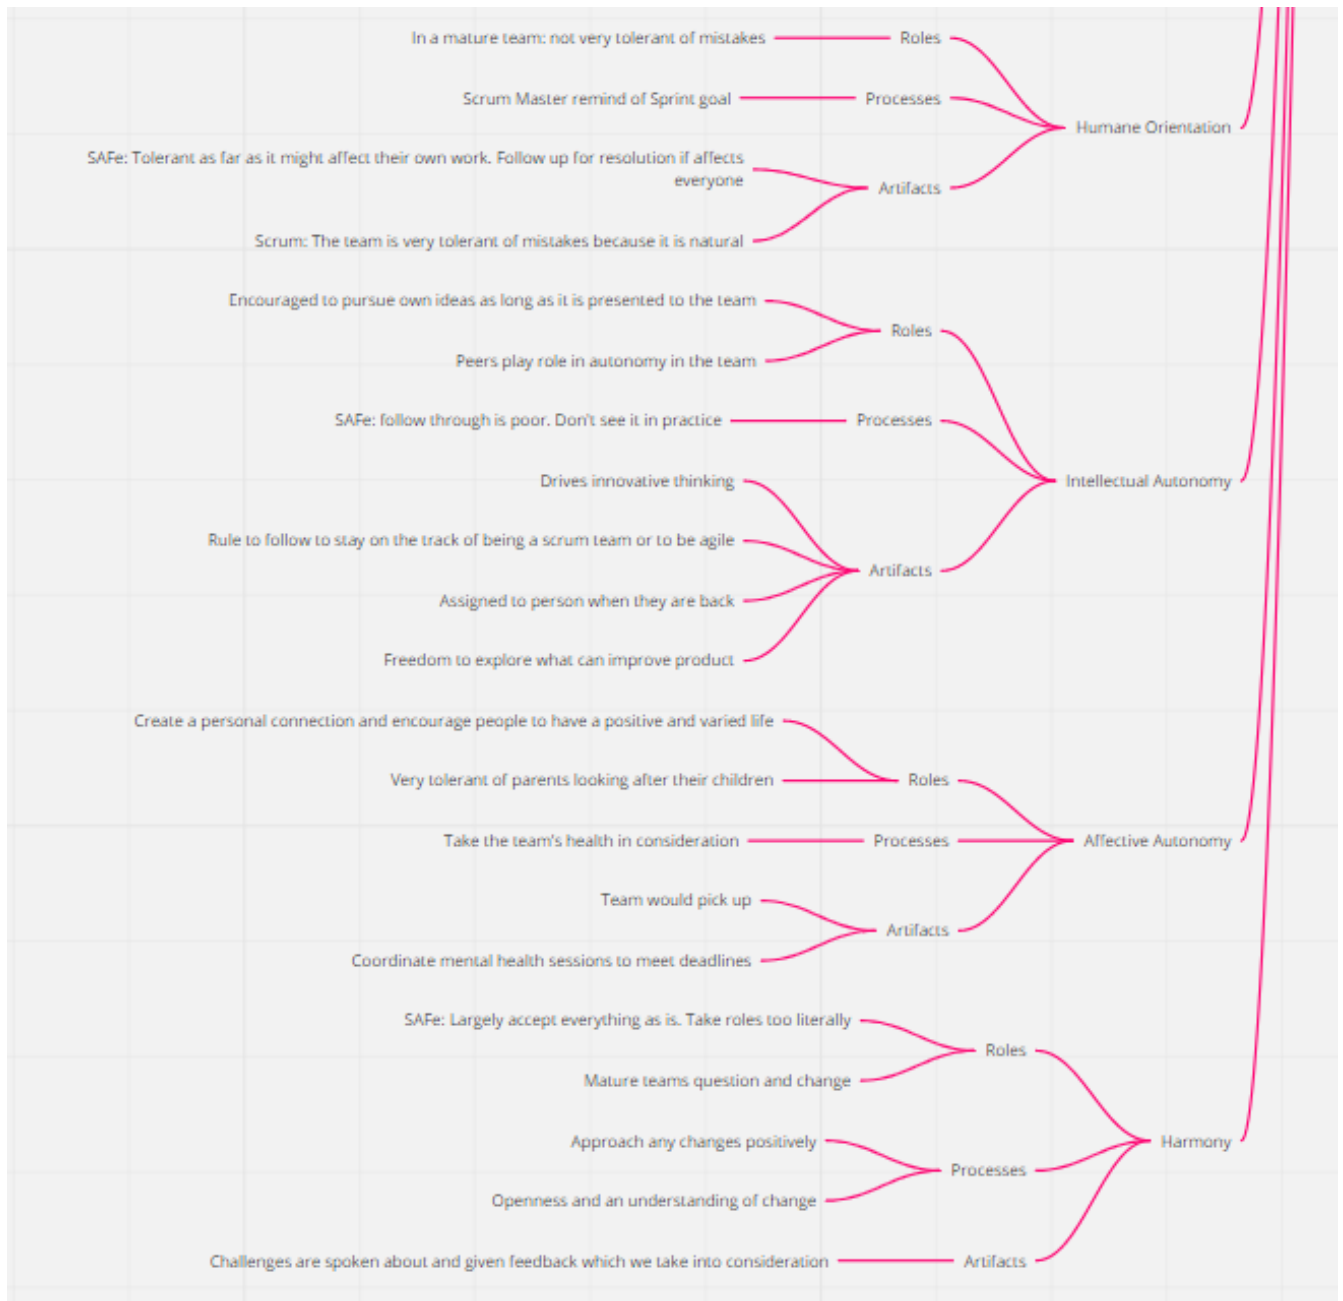 In a mature team: not very tolerant of mistakes
Roles
Scrum Master remind of Sprint goal
Processes
Humane Orientation
SAFe: Tolerant as far as it might affect their own work. Follow up for resolution if affects
everyone
Artifacts
Scrum: The team is very tolerant of mistakes because it is natural
Encouraged to pursue own ideas as long as it is presented to the team
Roles
Peers play role in autonomy in the team
SAFe: follow through is poor. Don't see it in practice
Processes
Drives innovative thinking
Intellectual Autonomy
Rule to follow to stay on the track of being a scrum team or to be agile
Artifacts
Assigned to person when they are back
Freedom to explore what can improve product
Create a personal connection and encourage people to have a positive and varied life
Very tolerant of parents looking after their children
Roles
Take the team's health in consideration
Processes
Affective Autonomy
Team would pick up
Artifacts
Coordinate mental health sessions to meet deadlines
SAFe: Largely accept everything as is. Take roles too literally
Roles
Mature teams question and change
Approach any changes positively
Harmony
Processes
Openness and an understanding of change
Challenges are spoken about and given feedback which we take into consideration
Artifacts